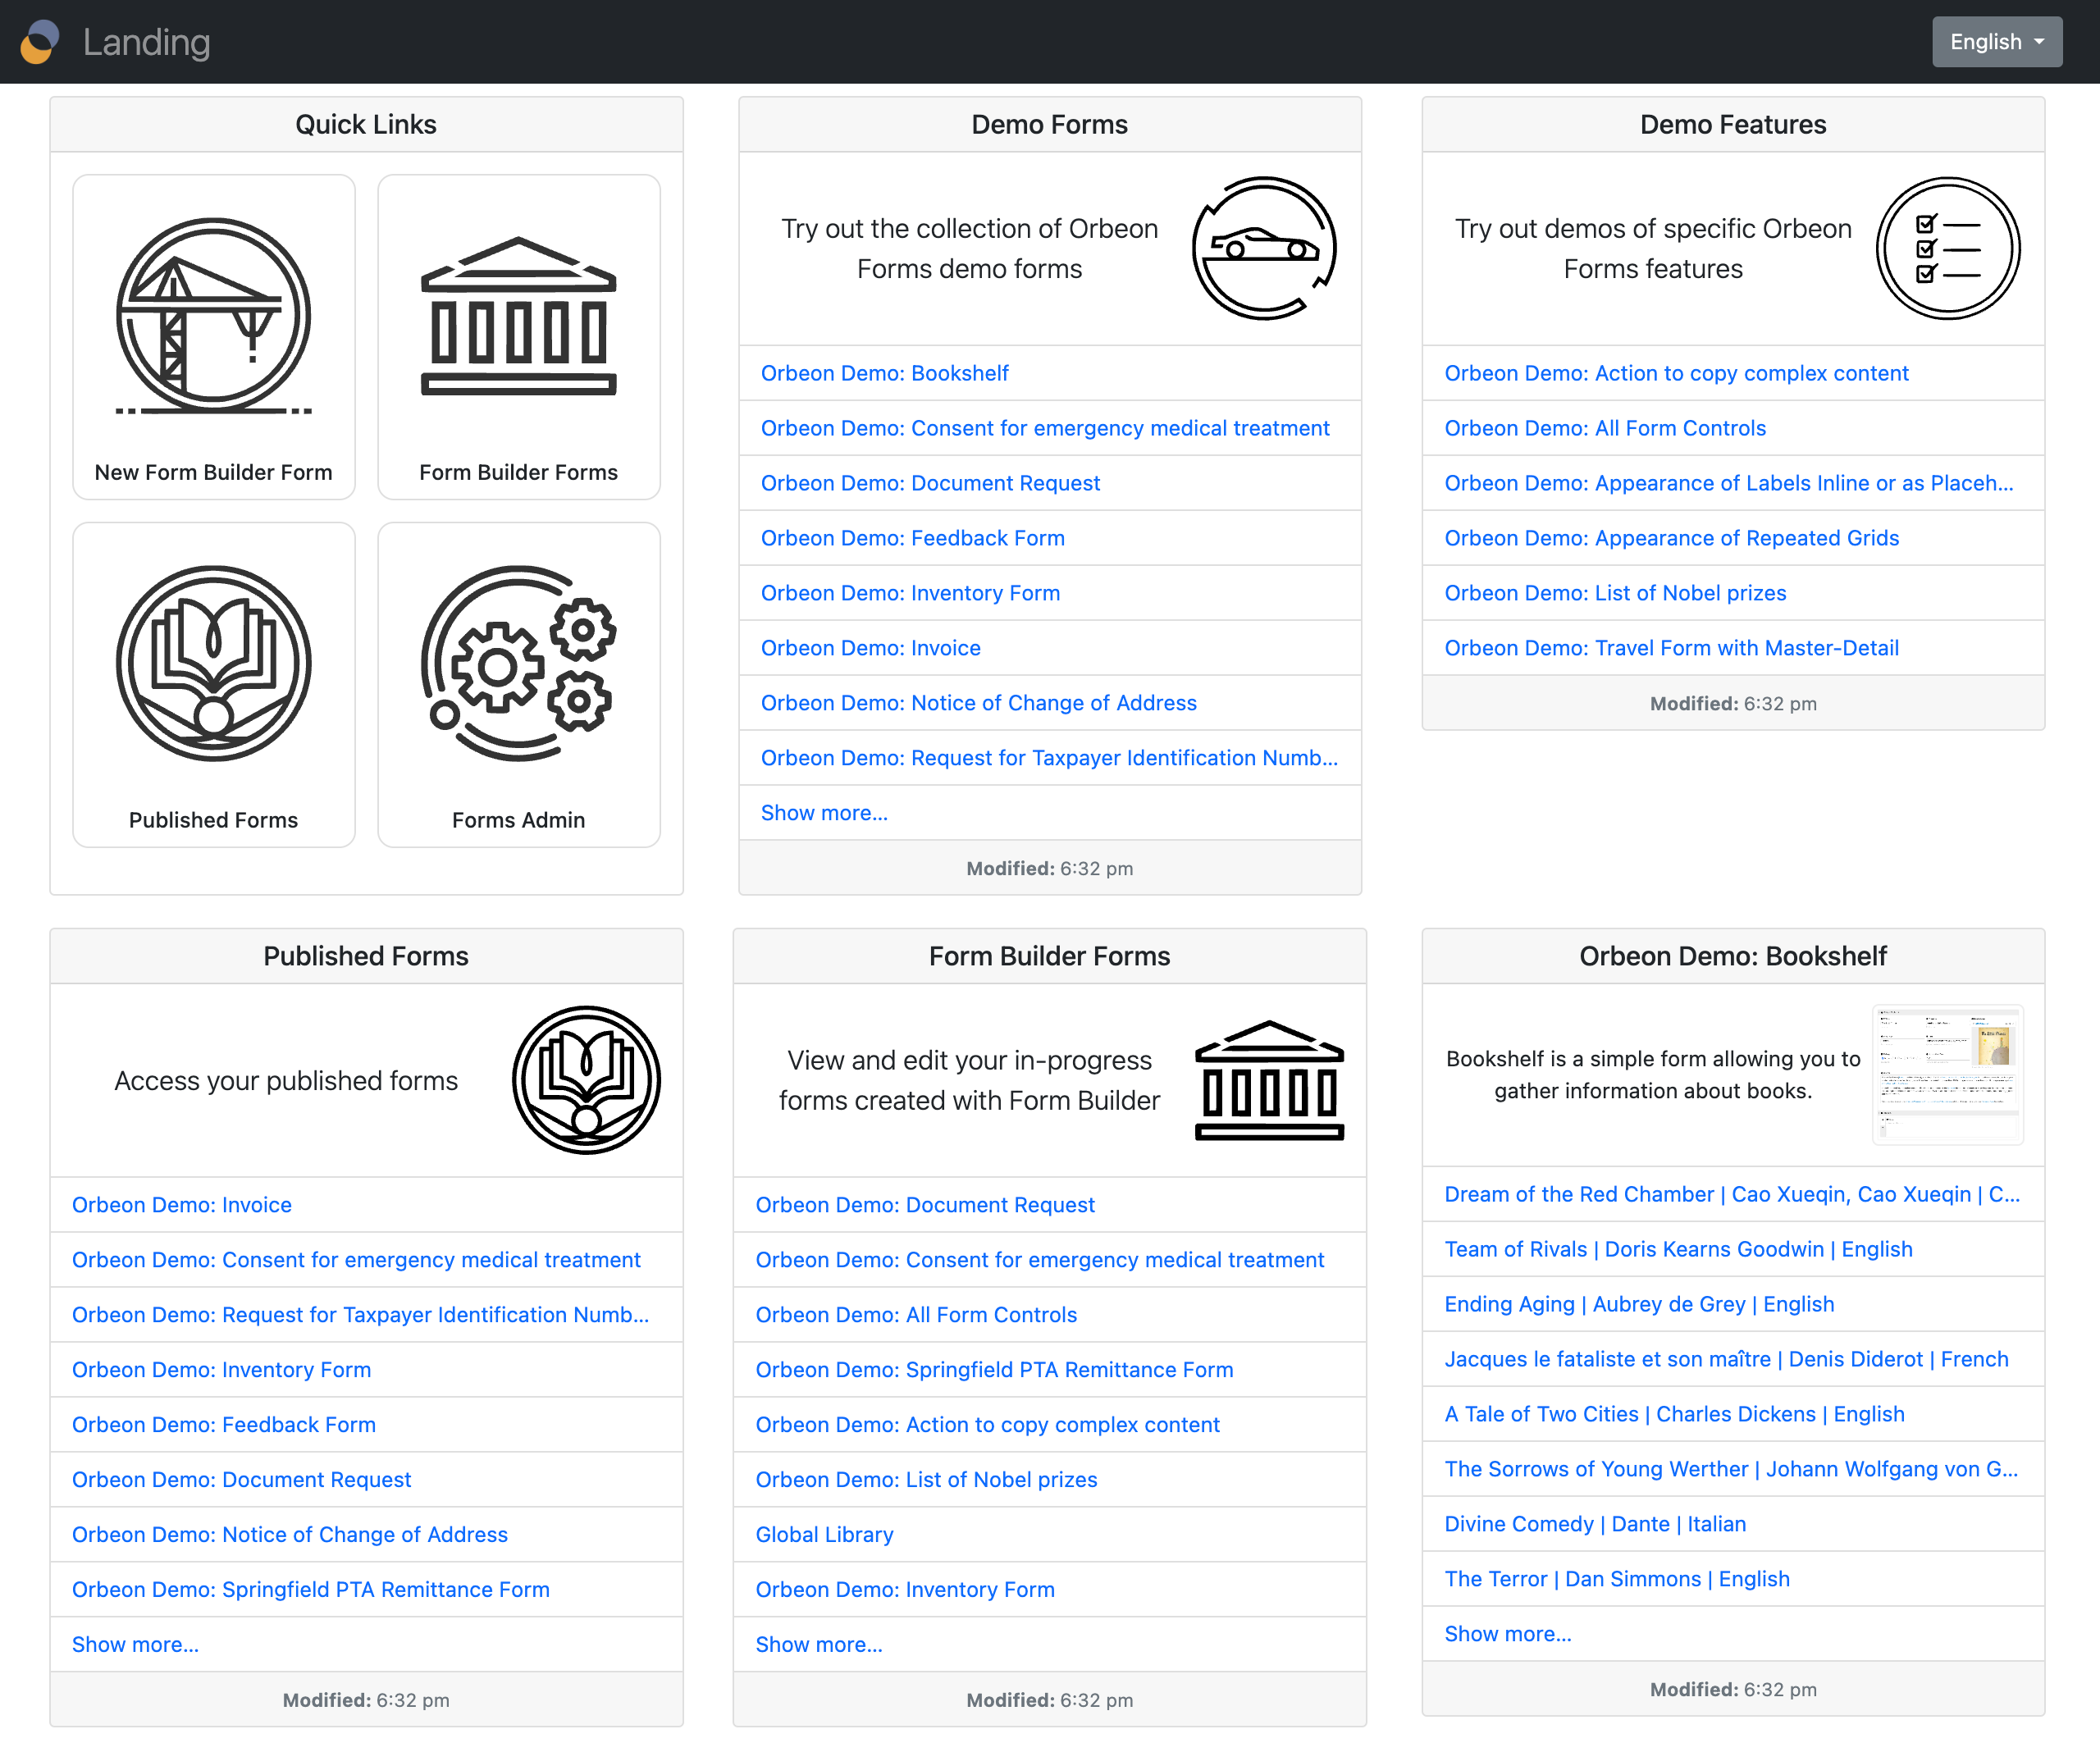 Landing
English
Quick Links
New Form Builder Form
Form Builder Forms
Published Forms
Forms Admin
Demo Forms
Try out the collection of Orbeon
Forms demo forms
Orbeon Demo: Bookshelf
Orbeon Demo: Consent for emergency medical treatment
Orbeon Demo: Document Request
Orbeon Demo: Feedback Form
Orbeon Demo: Inventory Form
Orbeon Demo: Invoice
Orbeon Demo: Notice of Change of Address
Orbeon Demo: Request for Taxpayer Identification Numb...
Show more...
Modified: 6:32 pm
Demo Features
Try out demos of specific Orbeon
Forms features
Orbeon Demo: Action to copy complex content
Orbeon Demo: All Form Controls
Orbeon Demo: Appearance of Labels Inline or as Placeh...
Orbeon Demo: Appearance of Repeated Grids
Orbeon Demo: List of Nobel prizes
Orbeon Demo: Travel Form with Master-Detail
Modified: 6:32 pm
Published Forms
Access your published forms
Orbeon Demo: Invoice
Orbeon Demo: Consent for emergency medical treatment
Orbeon Demo: Request for Taxpayer Identification Numb...
Orbeon Demo: Inventory Form
Orbeon Demo: Feedback Form
Orbeon Demo: Document Request
Orbeon Demo: Notice of Change of Address
Orbeon Demo: Springfield PTA Remittance Form
Show more...
Modified: 6:32 pm
Form Builder Forms
View and edit your in-progress
forms created with Form Builder
Orbeon Demo: Document Request
Orbeon Demo: Consent for emergency medical treatment
Orbeon Demo: All Form Controls
Orbeon Demo: Springfield PTA Remittance Form
Orbeon Demo: Action to copy complex content
Orbeon Demo: List of Nobel prizes
Global Library
Orbeon Demo: Inventory Form
Show more...
Modified: 6:32 pm
Orbeon Demo: Bookshelf
Bookshelf is a simple form allowing you to
gather information about books.
Dream of the Red Chamber | Cao Xueqin, Cao Xueqin | C...
Team of Rivals | Doris Kearns Goodwin | English
Ending Aging | Aubrey de Grey | English
Jacques le fataliste et son maître | Denis Diderot | French
A Tale of Two Cities | Charles Dickens | English
The Sorrows of Young Werther | Johann Wolfgang von G...
Divine Comedy | Dante | Italian
The Terror | Dan Simmons | English
Show more...
Modified: 6:32 pm